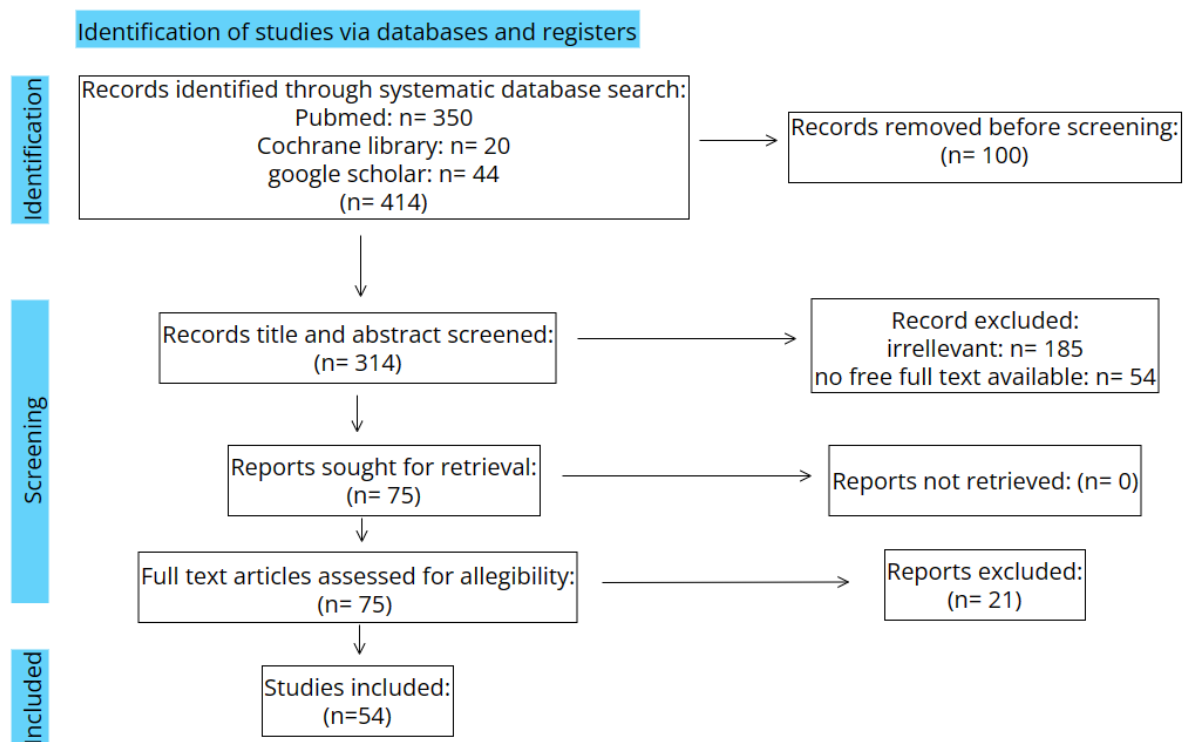 Identification of studies via databases and registers
Identification
Records identified through systematic database search:
Pubmed: n= 350
Cochrane library: n= 20
google scholar: n= 44
(n= 414)
Records removed before screening:
(n= 100)
Screening
Records title and abstract screened:
(n= 314)
Record excluded:
irrellevant: n= 185
no free full text available: n= 54
Reports sought for retrieval:
(n= 75)
Reports not retrieved: (n= 0)
Full text articles assessed for allegibility:
(n= 75)
Reports excluded:
(n= 21)
Included
Studies included:
(n=54)